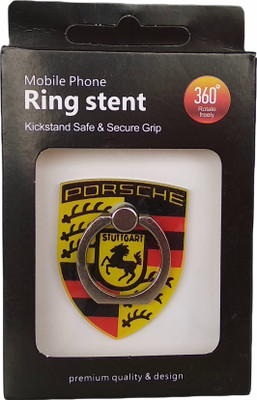 Mobile Phone
Ring stent
Kickstand Safe & Secure Grip
360°
Rotate
freely
PORSCHE
STUTTGART
premium quality & design